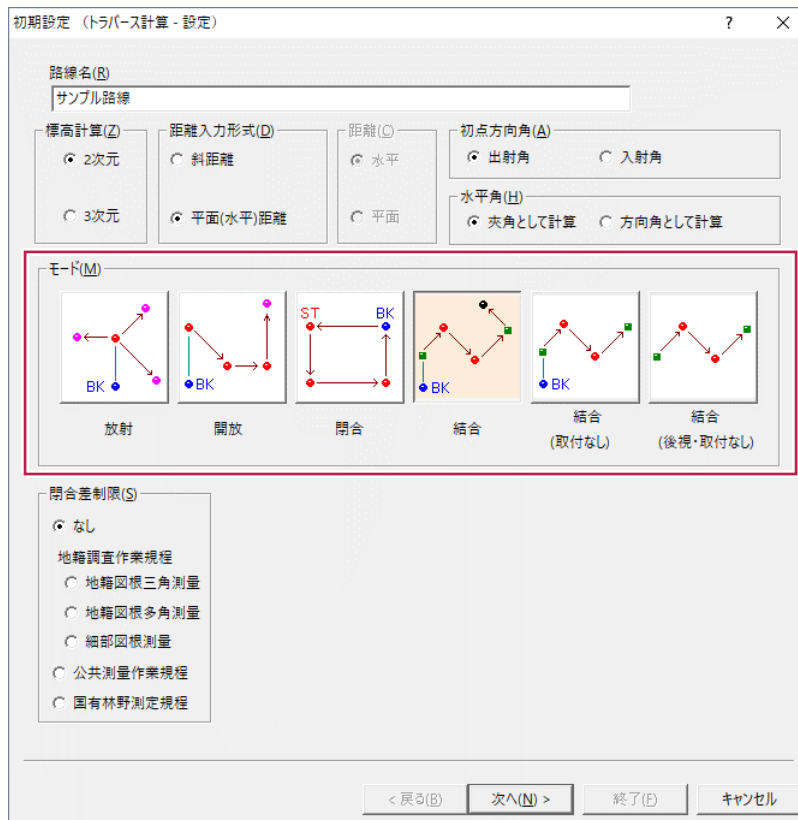 初期設定 （トラバース計算 - 設定）
?
路線名(R)
サンプル路線
標高計算(Z)
2次元
3次元
距離入力形式(D)
斜距離
平面(水平)距離
距離(C)
水平
平面
初点方向角(A)
出射角
入射角
水平角(H)
夾角として計算
方向角として計算
モード(M)
BK
放射
BK
開放
ST
BK
閉合
BK
結合
BK
結合
(取付なし)
結合
(後視・取付なし)
閉合差制限(S)
なし
地籍調査作業規程
地籍図根三角測量
地籍図根多角測量
細部図根測量
公共測量作業規程
国有林野測定規程
< 戻る(B)
次へ(N) >
終了(F)
キャンセル